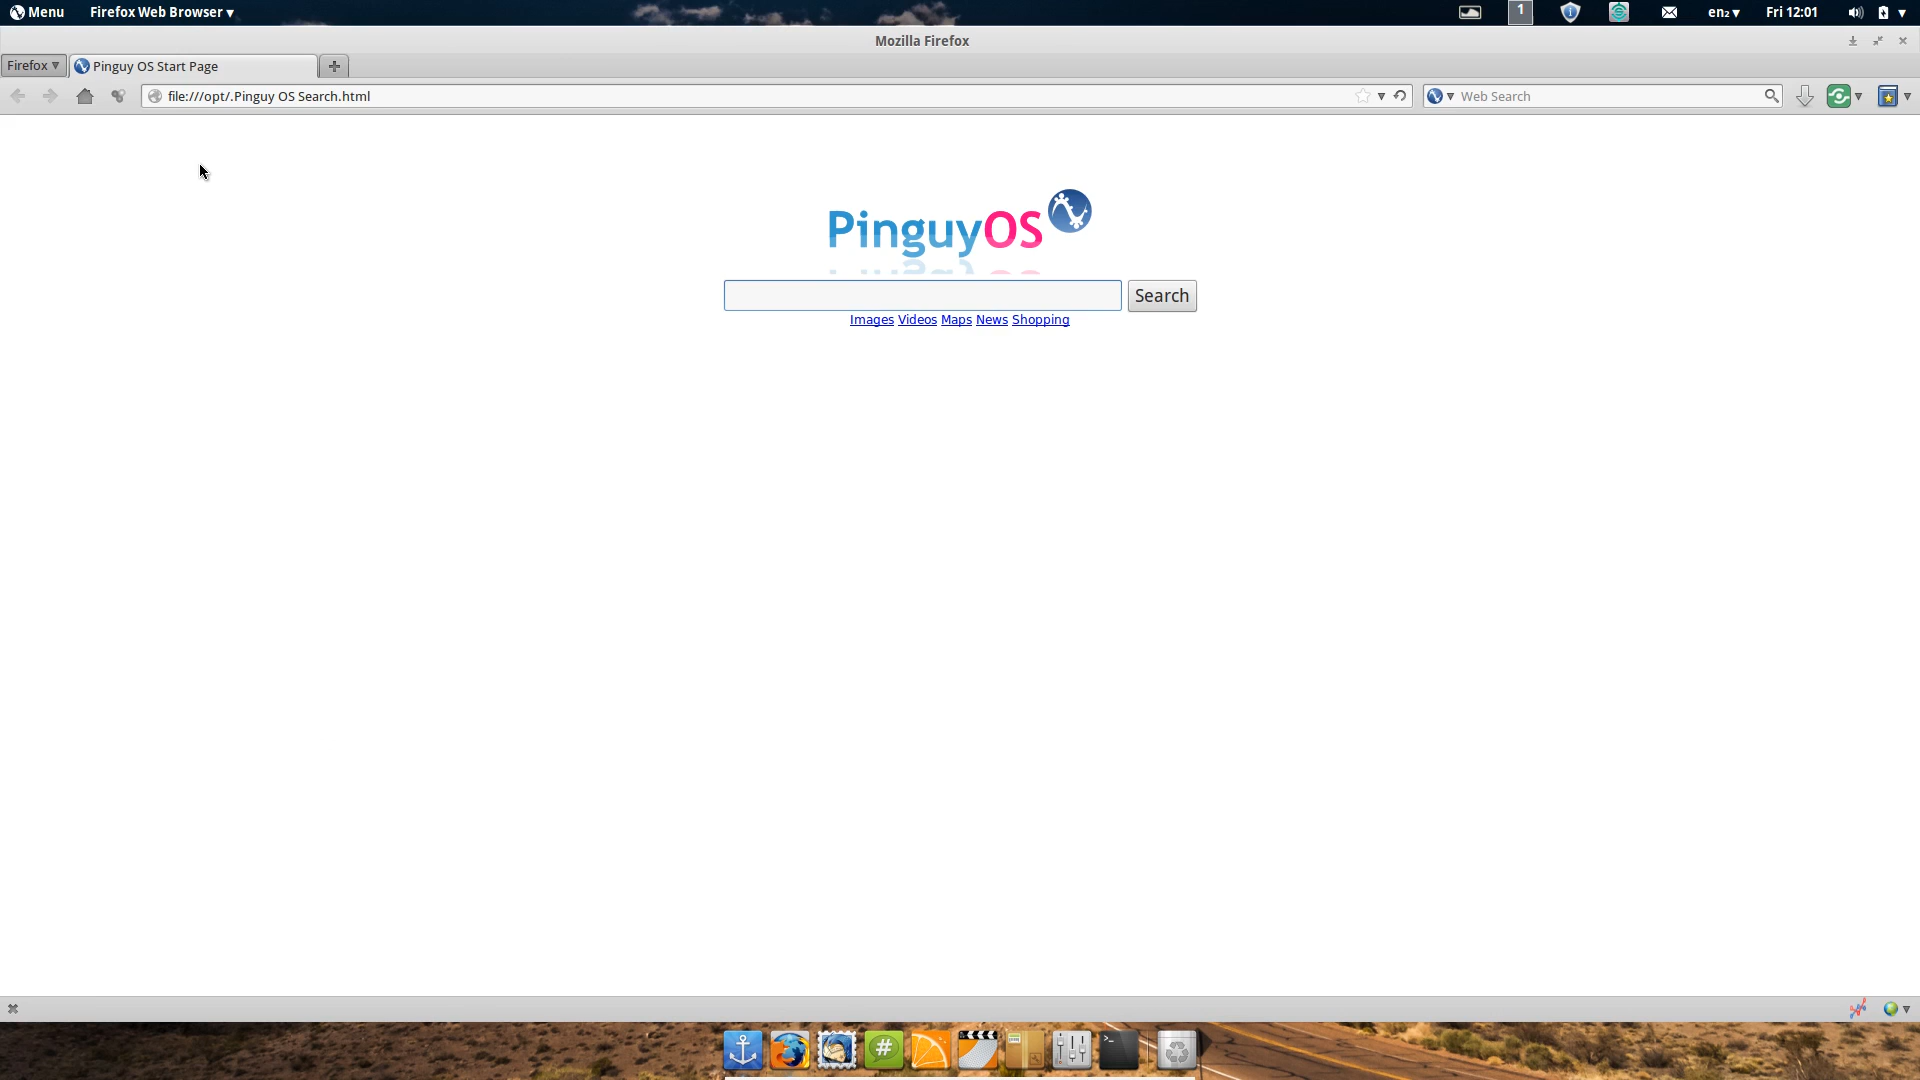 Menu Firefox Web Browser 1 en₂ Fri 12:01
Mozilla Firefox
Firefox Pinguy OS Start Page
file:///opt/.Pinguy OS Search.html Web Search
PinguyOS
Search
Images Videos Maps News Shopping